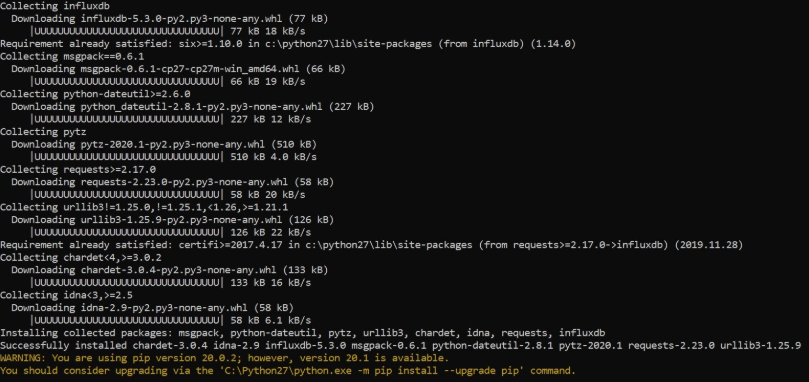 Collecting influxdb
Downloading influxdb-5.3.0-py2.py3-none-any.whl (77 kB)
|UUUUUUUUUUUUUUUUUUUUUUUUUUUUUUUU| 77 kB 18 kB/s
Requirement already satisfied: six>=1.10.0 in c:\python27\lib\site-packages (from influxdb) (1.14.0)
Collecting msgpack==0.6.1
Downloading msgpack-0.6.1-cp27-cp27m-win_amd64.whl (66 kB)
|UUUUUUUUUUUUUUUUUUUUUUUUUUUUUUUU| 66 kB 19 kB/s
Collecting python-dateutil>=2.6.0
Downloading python_dateutil-2.8.1-py2.py3-none-any.whl (227 kB)
|UUUUUUUUUUUUUUUUUUUUUUUUUUUUUUUU| 227 kB 12 kB/s
Collecting pytz
Downloading pytz-2020.1-py2.py3-none-any.whl (510 kB)
|UUUUUUUUUUUUUUUUUUUUUUUUUUUUUUUU| 510 kB 4.0 kB/s
Collecting requests>=2.17.0
Downloading requests-2.23.0-py2.py3-none-any.whl (58 kB)
|UUUUUUUUUUUUUUUUUUUUUUUUUUUUUUUU| 58 kB 20 kB/s
Collecting urllib3!=1.25.0,!=1.25.1,<1.26,>=1.21.1
Downloading urllib3-1.25.9-py2.py3-none-any.whl (126 kB)
|UUUUUUUUUUUUUUUUUUUUUUUUUUUUUUUU| 126 kB 22 kB/s
Requirement already satisfied: certifi>=2017.4.17 in c:\python27\lib\site-packages (from requests>=2.17.0->influxdb) (2019.11.28)
Collecting chardet<4,>=3.0.2
Downloading chardet-3.0.4-py2.py3-none-any.whl (133 kB)
|UUUUUUUUUUUUUUUUUUUUUUUUUUUUUUUU| 133 kB 16 kB/s
Collecting idna<3,>=2.5
Downloading idna-2.9-py2.py3-none-any.whl (58 kB)
|UUUUUUUUUUUUUUUUUUUUUUUUUUUUUUUU| 58 kB 6.1 kB/s
Installing collected packages: msgpack, python-dateutil, pytz, urllib3, chardet, idna, requests, influxdb
Successfully installed chardet-3.0.4 idna-2.9 influxdb-5.3.0 msgpack-0.6.1 python-dateutil-2.8.1 pytz-2020.1 requests-2.23.0 urllib3-1.25.9
WARNING: You are using pip version 20.0.2; however, version 20.1 is available.
You should consider upgrading via the 'C:\Python27\python.exe -m pip install --upgrade pip' command.